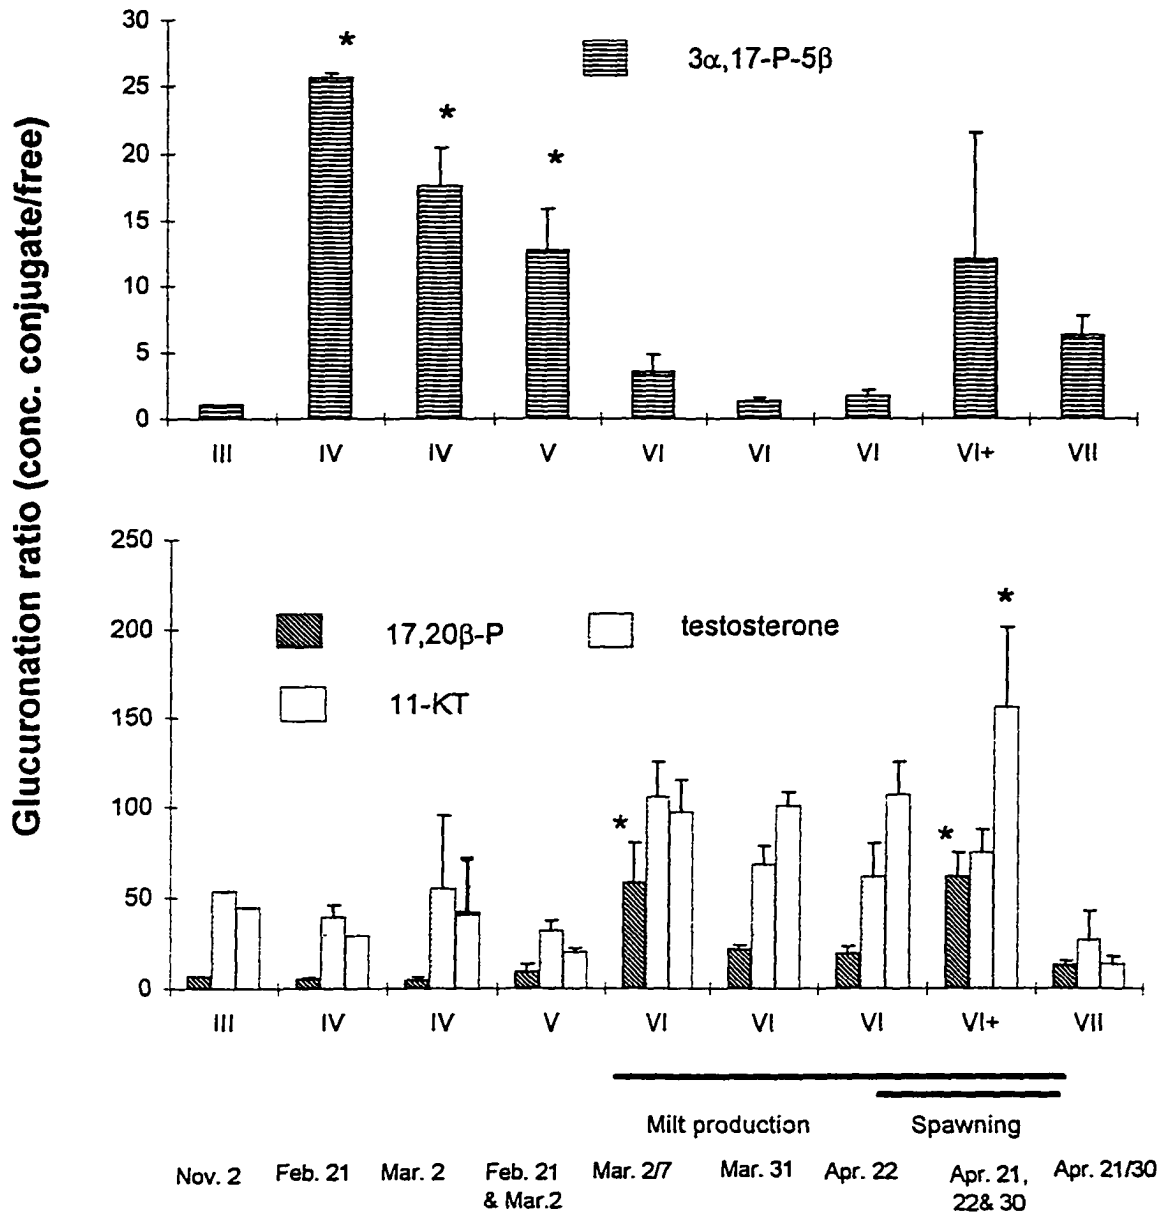 Glucuronation ratio (conc. conjugate/free)
30
25
20
15
10
5
0
*
*
*
3α,17-P-5β
III IV IV V VI VI VI VI+ VII
250
200
150
100
50
0
17,20β-P
testosterone
11-KT
*
*
*
III IV IV V VI VI VI VI+ VII
Milt production Spawning
Nov. 2 Feb. 21 Mar. 2 Feb. 21 Mar. 2/7 Mar. 31 Apr. 22 Apr. 21, Apr. 21/30
& Mar.2 22& 30